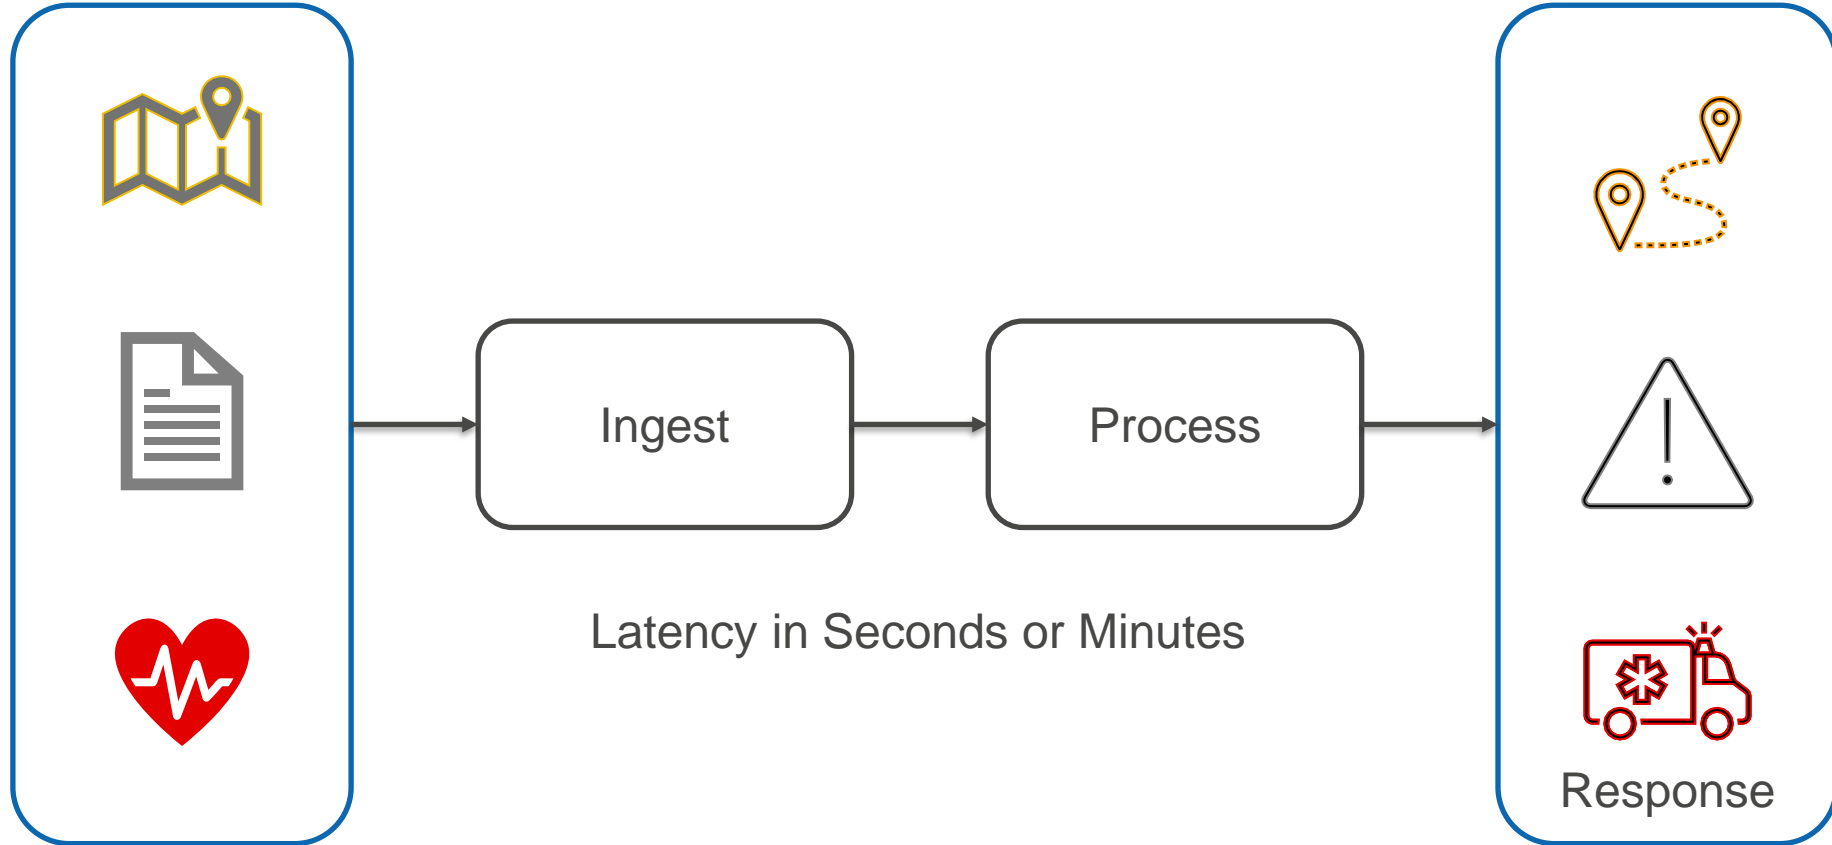 Ingest
Process
Latency in Seconds or Minutes
Response